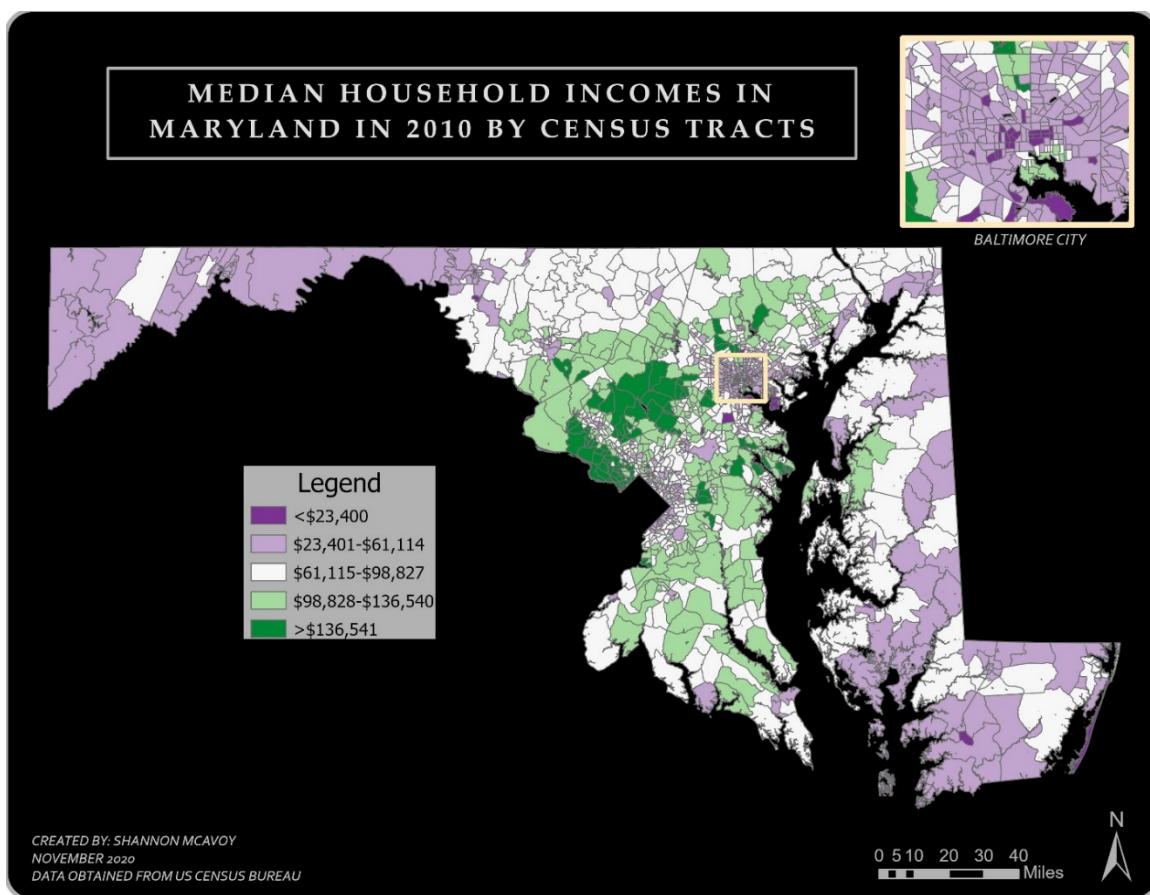 MEDIAN HOUSEHOLD INCOMES IN
MARYLAND IN 2010 BY CENSUS TRACTS
BALTIMORE CITY
Legend
<$23,400
$23,401-$61,114
$61,115-$98,827
$98,828-$136,540
>$136,541
CREATED BY: SHANNON MCAVOY
NOVEMBER 2020
DATA OBTAINED FROM US CENSUS BUREAU
0 5 10 20 30 40
Miles
N